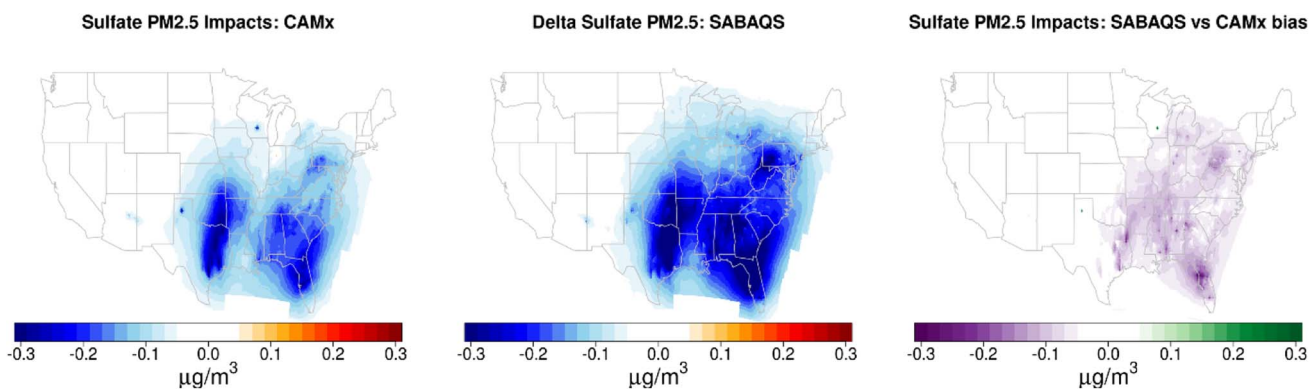 Sulfate PM2.5 Impacts: CAMx
Delta Sulfate PM2.5: SABAQS
Sulfate PM2.5 Impacts: SABAQS vs CAMx bias
-0.3 -0.2 -0.1 0.0 0.1 0.2 0.3
μg/m³
-0.3 -0.2 -0.1 0.0 0.1 0.2 0.3
μg/m³
-0.3 -0.2 -0.1 0.0 0.1 0.2 0.3
μg/m³